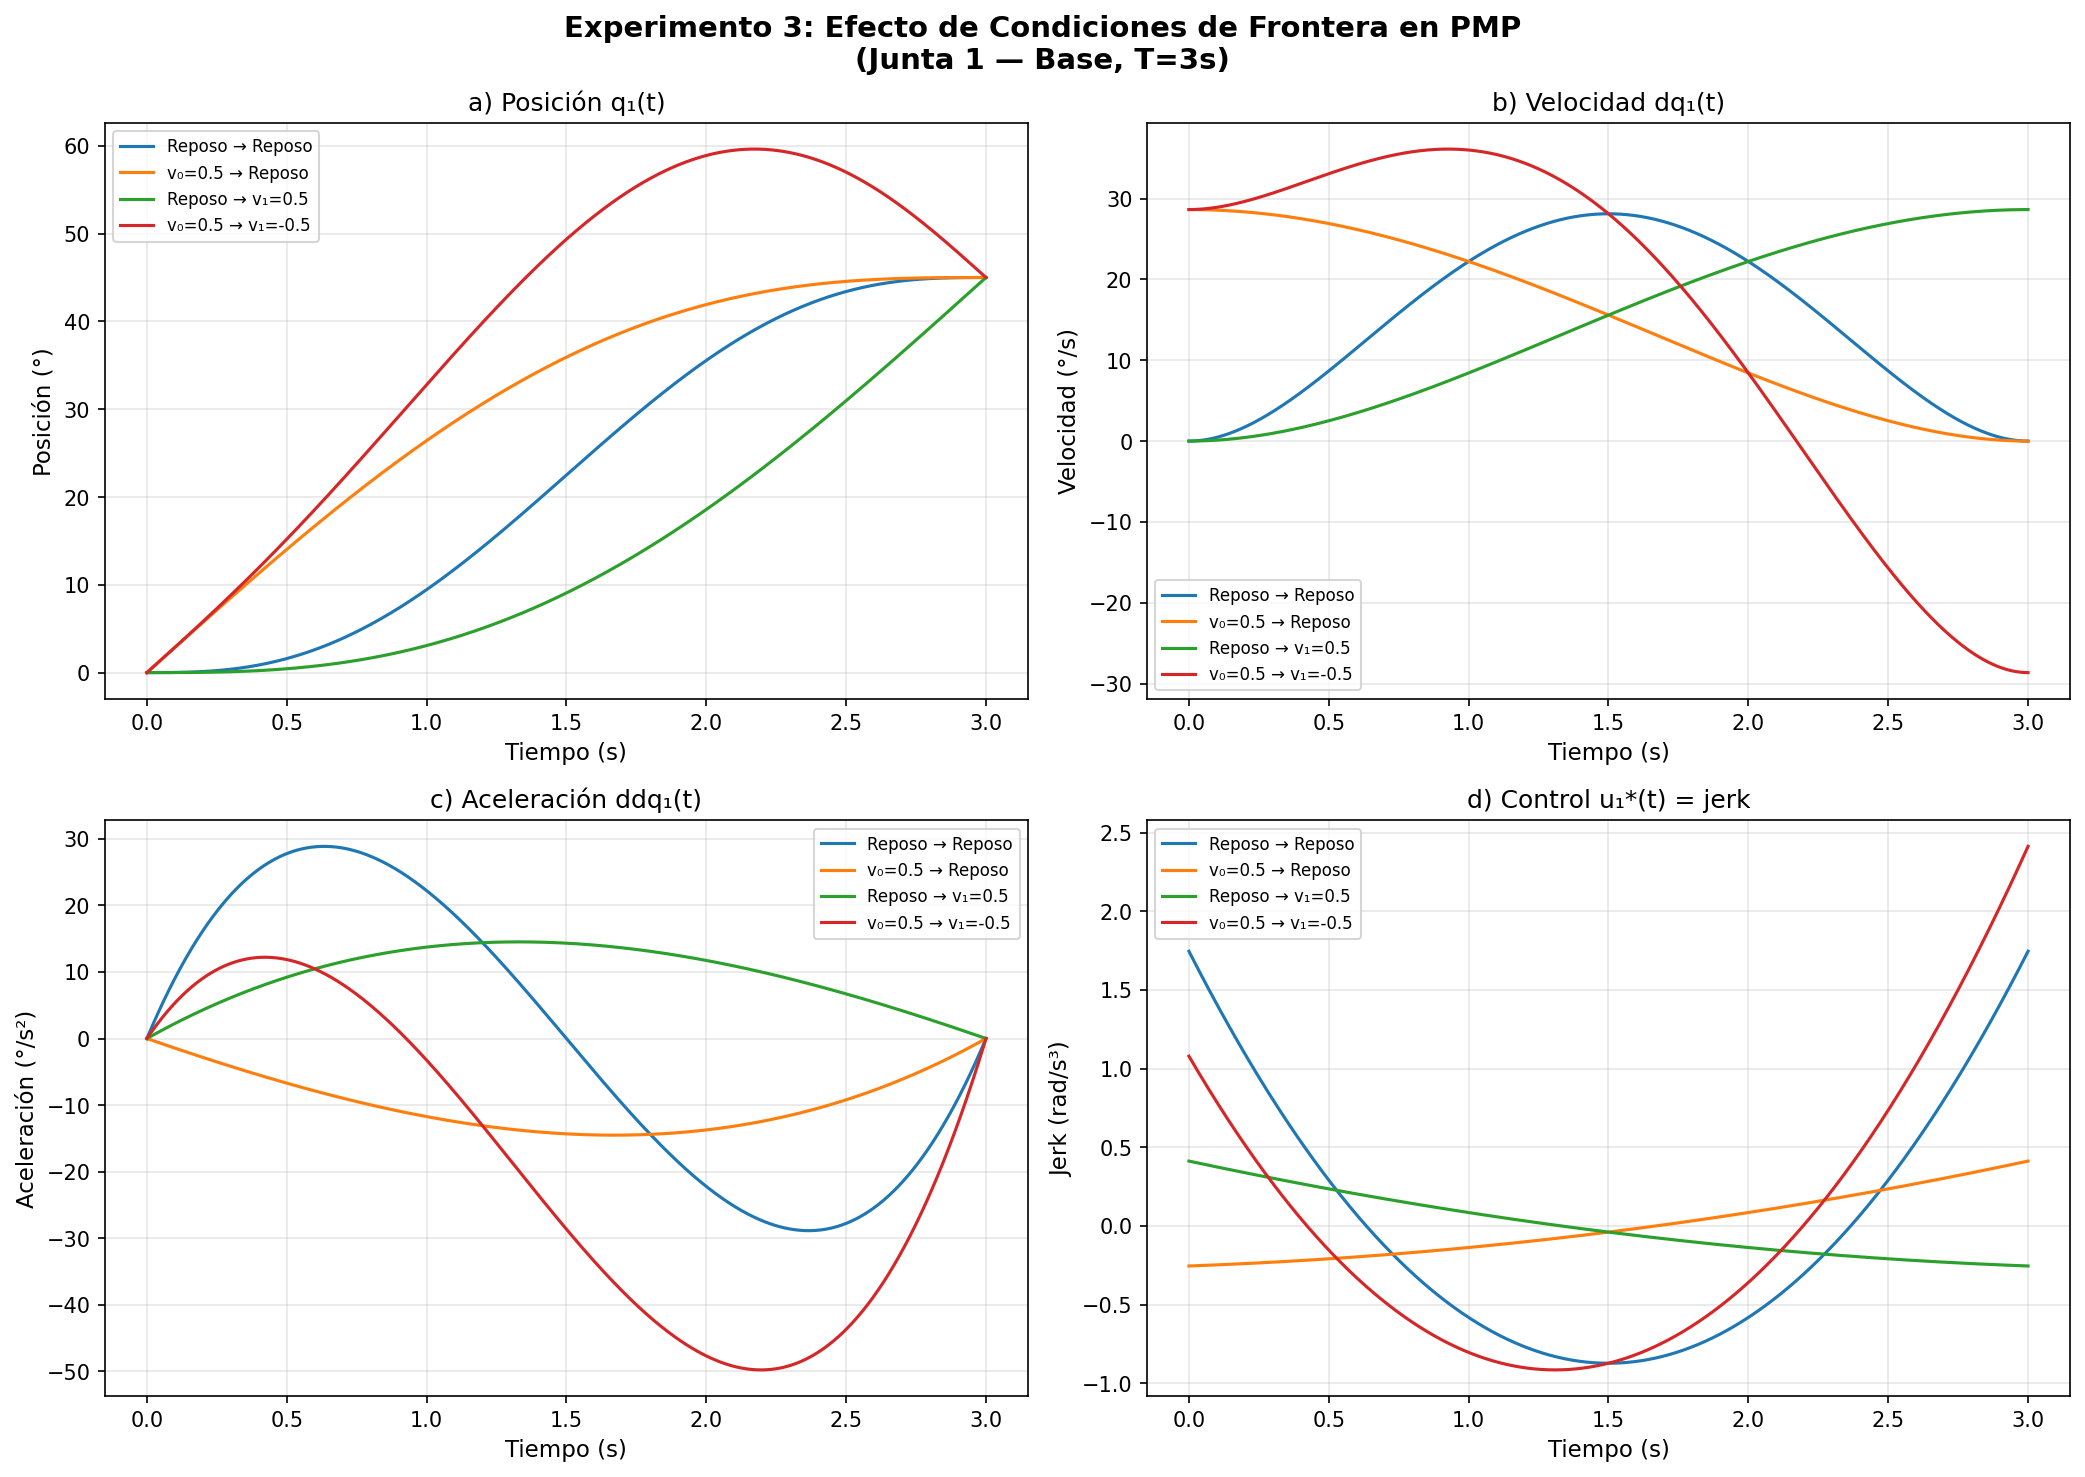 Experimento 3: Efecto de Condiciones de Frontera en PMP
(Junta 1 — Base, T=3s)
a) Posición q₁(t)
Reposo → Reposo
v₀=0.5 → Reposo
Reposo → v₁=0.5
v₀=0.5 → v₁=-0.5
60
50
40
30
20
10
0
Posición (°)
0.0 0.5 1.0 1.5 2.0 2.5 3.0
Tiempo (s)
b) Velocidad dq₁(t)
30
20
10
0
−10
−20
−30
Velocidad (°/s)
Reposo → Reposo
v₀=0.5 → Reposo
Reposo → v₁=0.5
v₀=0.5 → v₁=-0.5
0.0 0.5 1.0 1.5 2.0 2.5 3.0
Tiempo (s)
c) Aceleración ddq₁(t)
Reposo → Reposo
v₀=0.5 → Reposo
Reposo → v₁=0.5
v₀=0.5 → v₁=-0.5
30
20
10
0
−10
−20
−30
−40
−50
Aceleración (°/s²)
0.0 0.5 1.0 1.5 2.0 2.5 3.0
Tiempo (s)
d) Control u₁*(t) = jerk
Reposo → Reposo
v₀=0.5 → Reposo
Reposo → v₁=0.5
v₀=0.5 → v₁=-0.5
2.5
2.0
1.5
1.0
0.5
0.0
−0.5
−1.0
Jerk (rad/s³)
0.0 0.5 1.0 1.5 2.0 2.5 3.0
Tiempo (s)